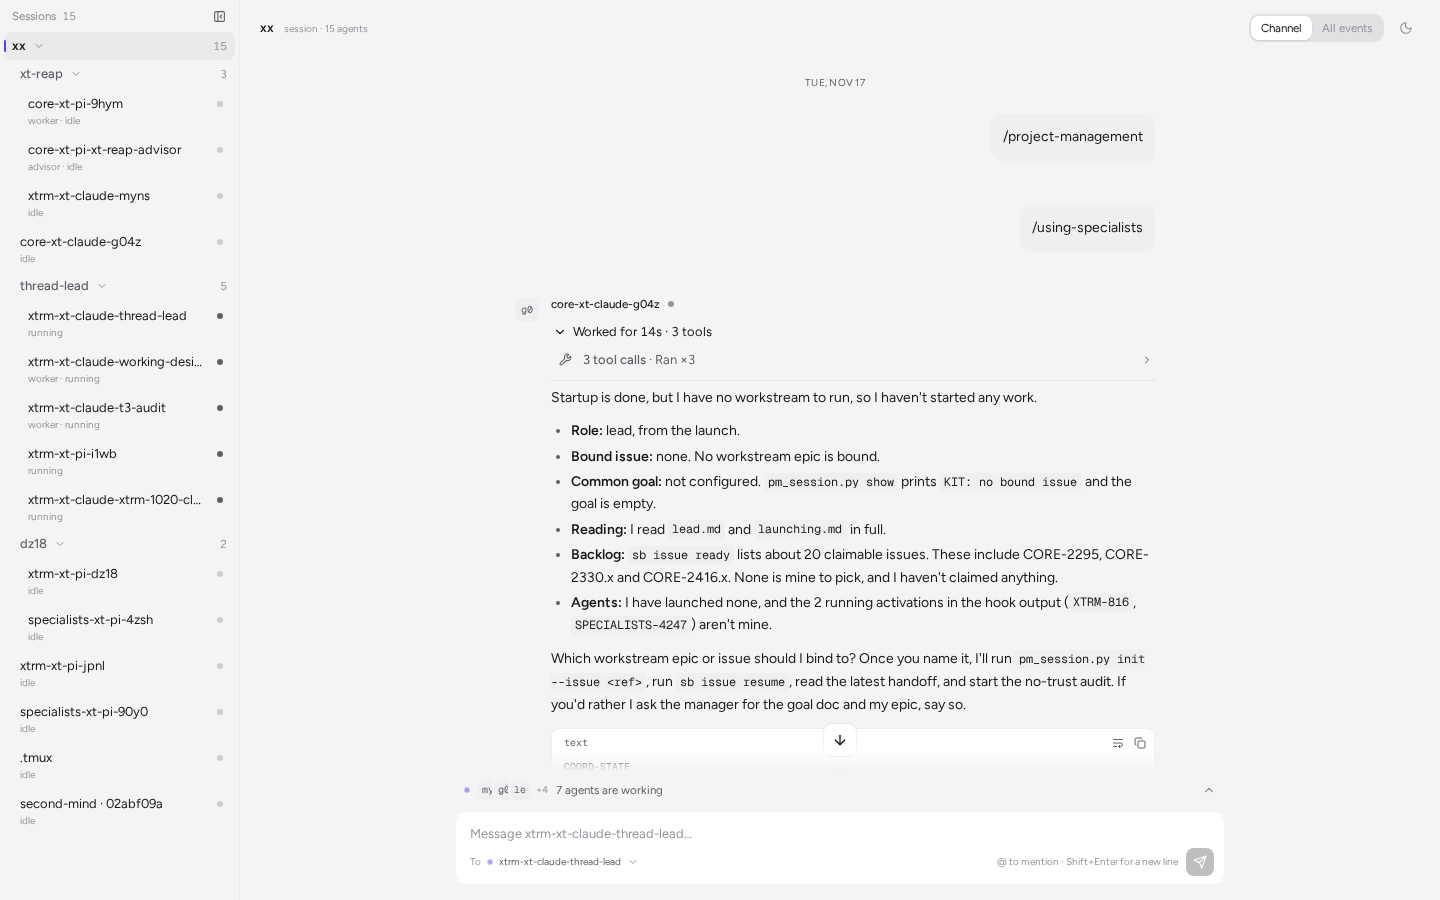 Sessions 15
xx 15
xt-reap 3
core-xt-pi-9hym
worker · idle
core-xt-pi-xt-reap-advisor
advisor · idle
xtrm-xt-claude-myns
idle
core-xt-claude-g04z
idle
thread-lead 5
xtrm-xt-claude-thread-lead
running
xtrm-xt-claude-working-desi...
worker · running
xtrm-xt-claude-t3-audit
worker · running
xtrm-xt-pi-i1wb
running
xtrm-xt-claude-xtrm-1020-cl...
running
dz18 2
xtrm-xt-pi-dz18
idle
specialists-xt-pi-4zsh
idle
xtrm-xt-pi-jpnl
idle
specialists-xt-pi-90y0
idle
.tmux
idle
second-mind · 02abf09a
idle
xx session · 15 agents
Channel All events
TUE, NOV 17
/project-management
/using-specialists
g0 core-xt-claude-g04z
Worked for 14s · 3 tools
3 tool calls · Ran ×3
Startup is done, but I have no workstream to run, so I haven't started any work.
• Role: lead, from the launch.
• Bound issue: none. No workstream epic is bound.
• Common goal: not configured. pm_session.py show prints KIT: no bound issue and the
goal is empty.
• Reading: I read lead.md and launching.md in full.
• Backlog: sb issue ready lists about 20 claimable issues. These include CORE-2295, CORE-
2330.x and CORE-2416.x. None is mine to pick, and I haven't claimed anything.
• Agents: I have launched none, and the 2 running activations in the hook output ( XTRM-816 ,
SPECIALISTS-4247 ) aren't mine.
Which workstream epic or issue should I bind to? Once you name it, I'll run pm_session.py init
--issue <ref> , run sb issue resume , read the latest handoff, and start the no-trust audit. If
you'd rather I ask the manager for the goal doc and my epic, say so.
text
COORD-STATE
my g0 le +4 7 agents are working
Message xtrm-xt-claude-thread-lead...
To xtrm-xt-claude-thread-lead
@ to mention · Shift+Enter for a new line